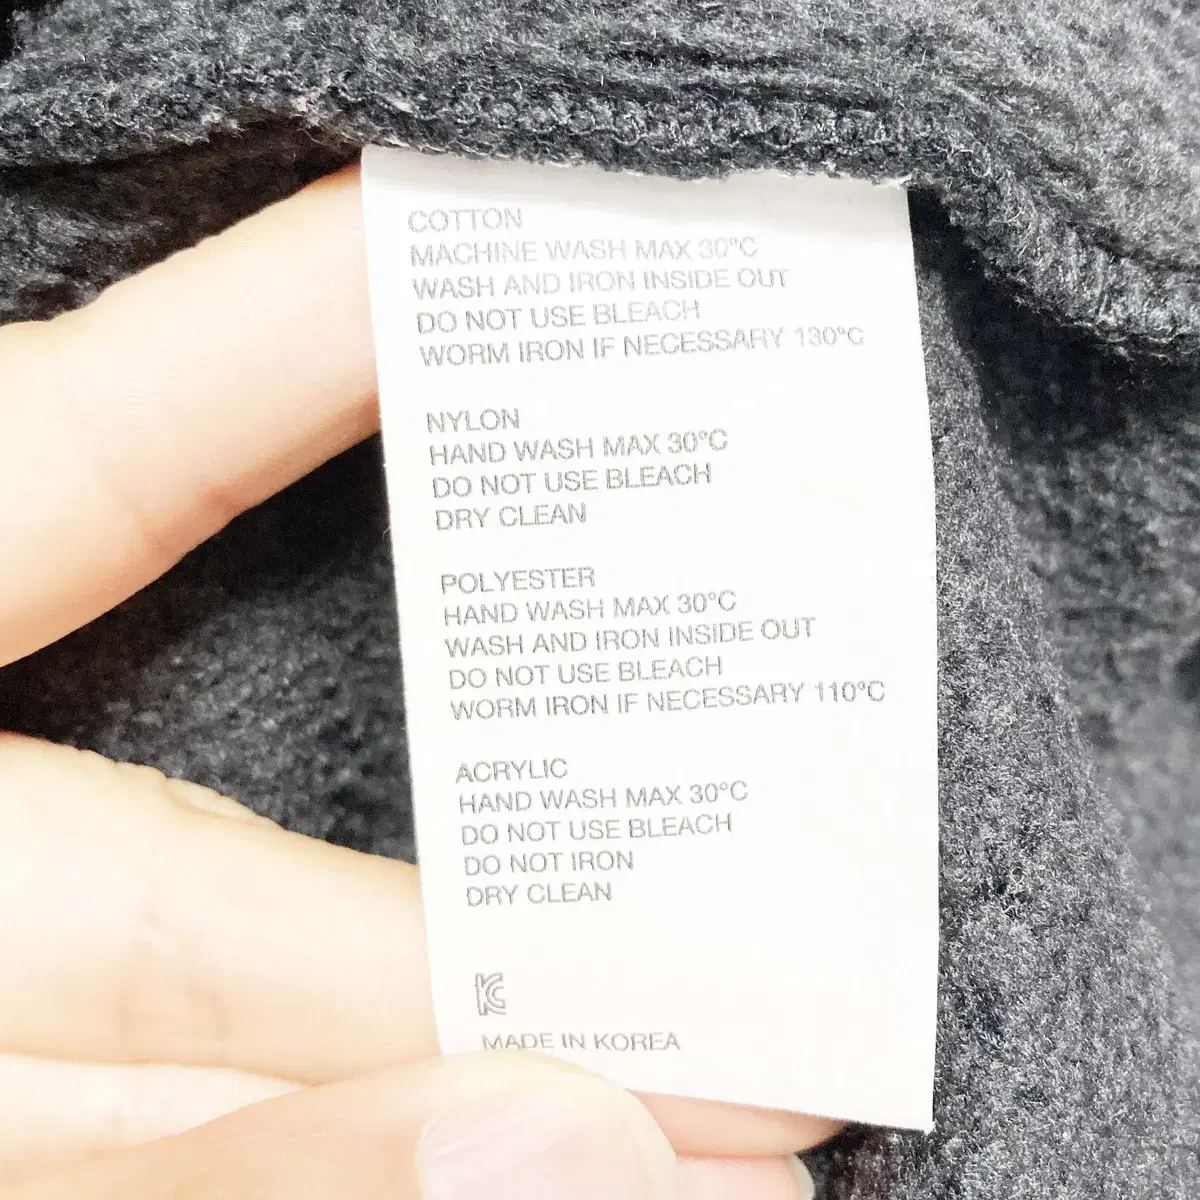 COTTON
MACHINE WASH MAX 30°C
WASH AND IRON INSIDE OUT
DO NOT USE BLEACH
WORM IRON IF NECESSARY 130°C
NYLON
HAND WASH MAX 30°C
DO NOT USE BLEACH
DRY CLEAN
POLYESTER
HAND WASH MAX 30°C
WASH AND IRON INSIDE OUT
DO NOT USE BLEACH
WORM IRON IF NECESSARY 110°C
ACRYLIC
HAND WASH MAX 30°C
DO NOT USE BLEACH
DO NOT IRON
DRY CLEAN
KC
MADE IN KOREA